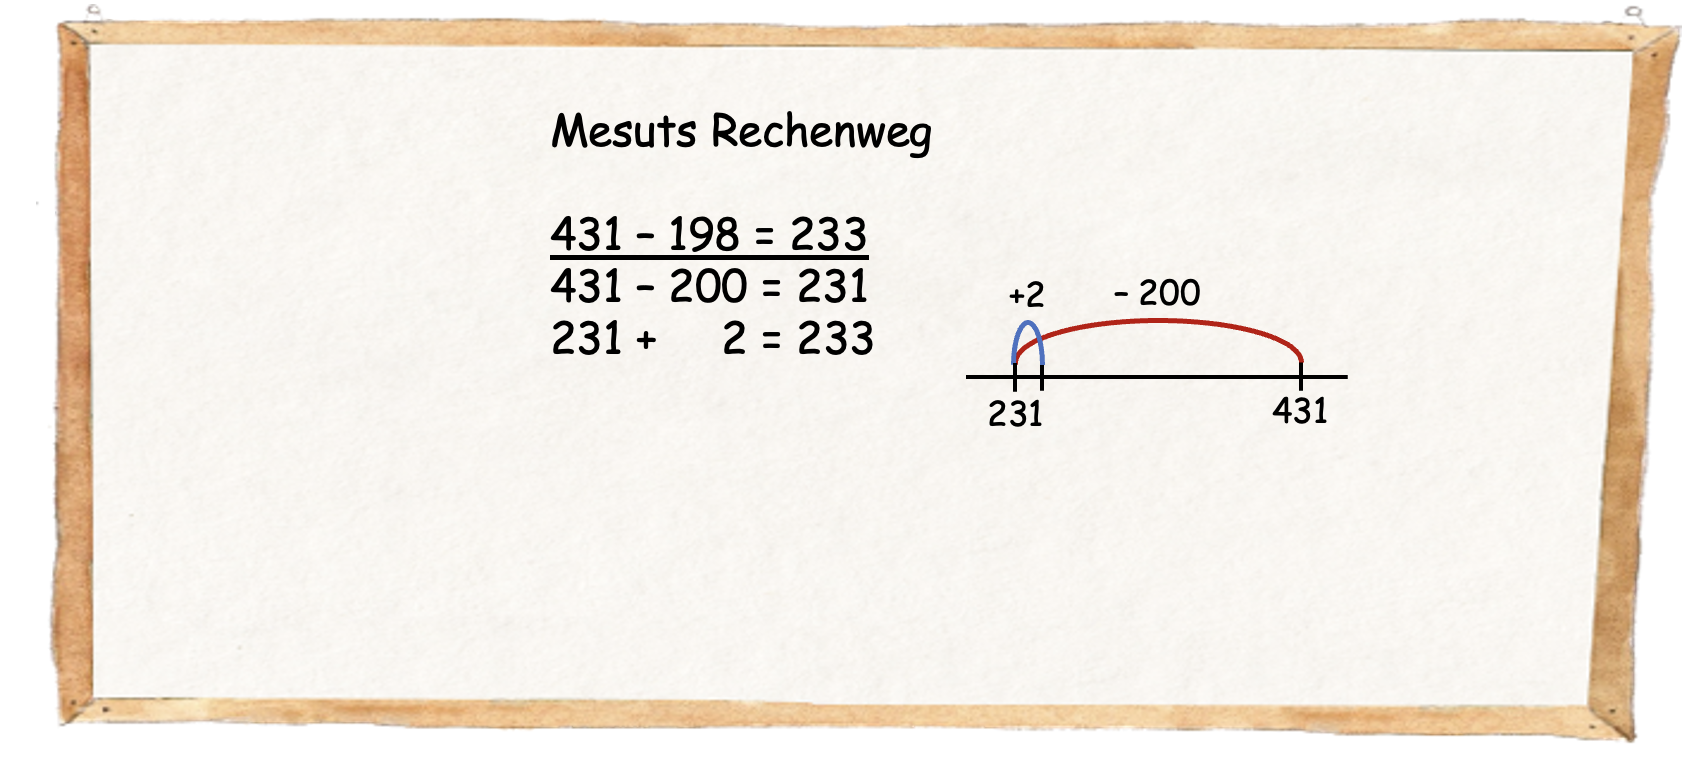 Mesuts Rechenweg
431 – 198 = 233
431 – 200 = 231
231 + 2 = 233
+2 – 200
231 431